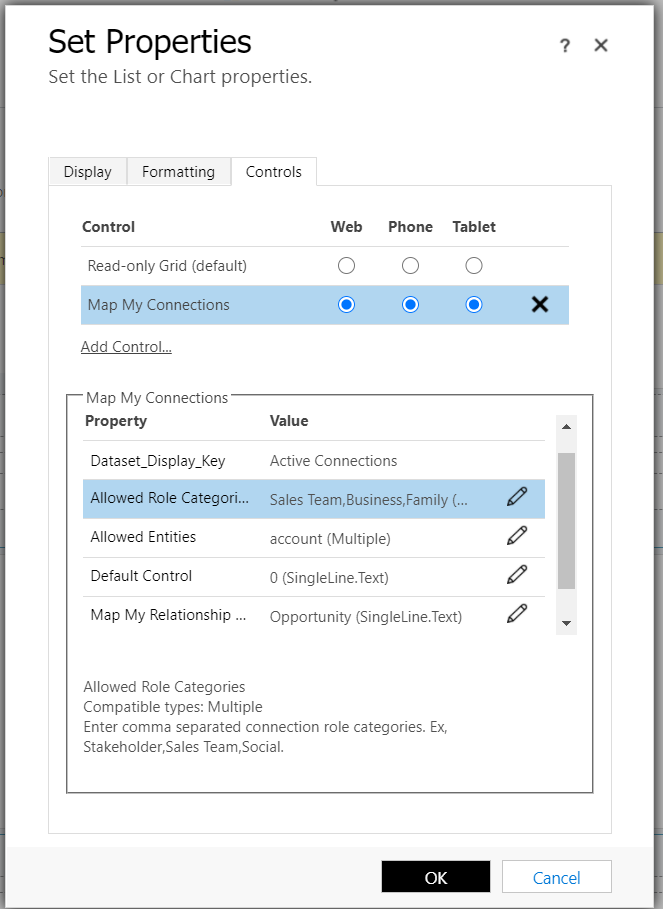 Set Properties
?
Set the List or Chart properties.
Display Formatting Controls
Control Web Phone Tablet
Read-only Grid (default)
Map My Connections
Add Control...
Map My Connections
Property Value
Dataset_Display_Key Active Connections
Allowed Role Categori... Sales Team,Business,Family (...
Allowed Entities account (Multiple)
Default Control 0 (SingleLine.Text)
Map My Relationship ... Opportunity (SingleLine.Text)
Allowed Role Categories
Compatible types: Multiple
Enter comma separated connection role categories. Ex,
Stakeholder,Sales Team,Social.
OK Cancel